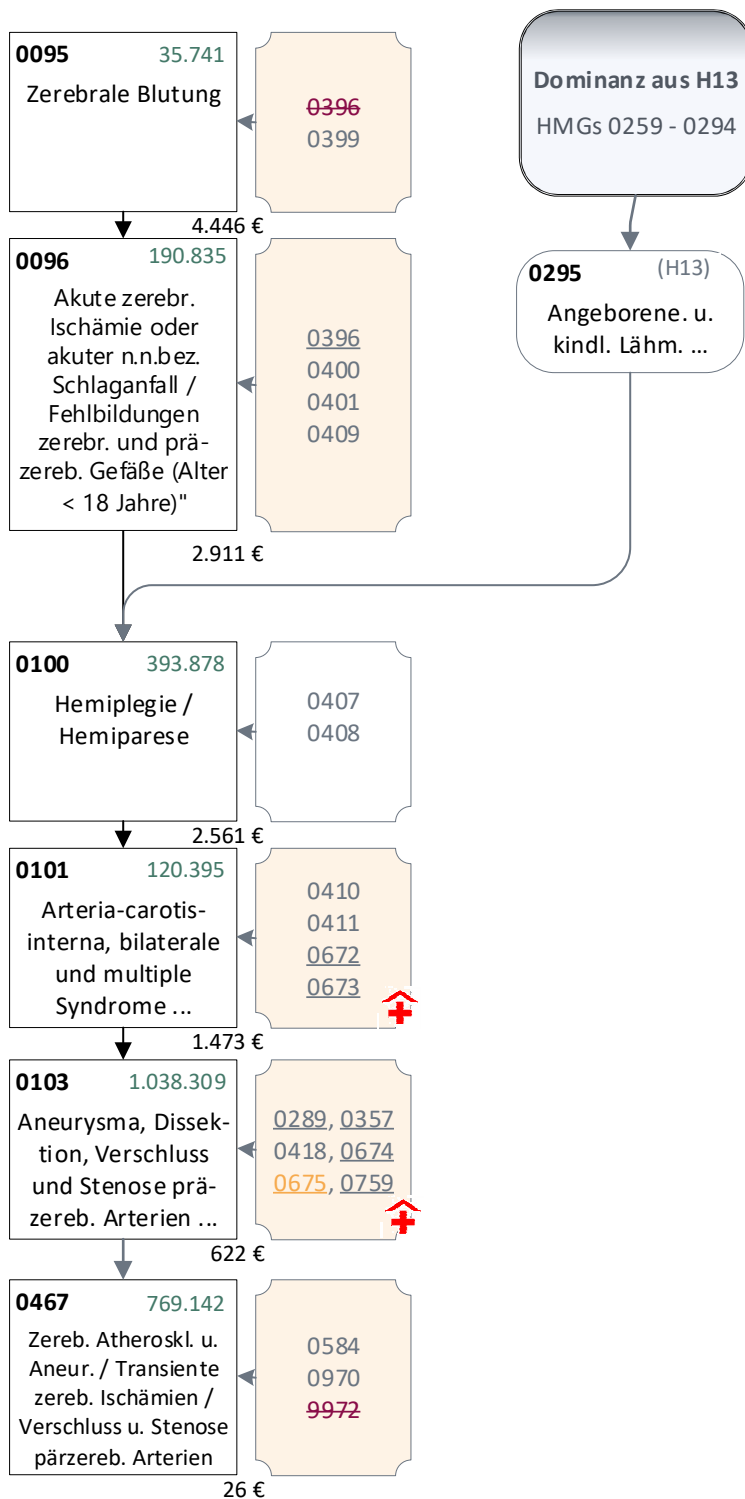 0095 35.741
Zerebrale Blutung
0396
0399
4.446 €
Dominanz aus H13
HMGs 0259 - 0294
0096 190.835
Akute zerebr.
Ischämie oder
akuter n.n.bez.
Schlaganfall /
Fehlbildungen
zerebr. und prä-
zereb. Gefäße (Alter
< 18 Jahre)"
0396
0400
0401
0409
2.911 €
0295 (H13)
Angeborene. u.
kindl. Lähm. ...
0100 393.878
Hemiplegie /
Hemiparese
0407
0408
2.561 €
0101 120.395
Arteria-carotis-
interna, bilaterale
und multiple
Syndrome ...
0410
0411
0672
0673
1.473 €
0103 1.038.309
Aneurysma, Dissek-
tion, Verschluss
und Stenose prä-
zereb. Arterien ...
0289, 0357
0418, 0674
0675, 0759
622 €
0467 769.142
Zereb. Atheroskl. u.
Aneur. / Transiente
zereb. Ischämien /
Verschluss u. Stenose
pärzereb. Arterien
0584
0970
9972
26 €